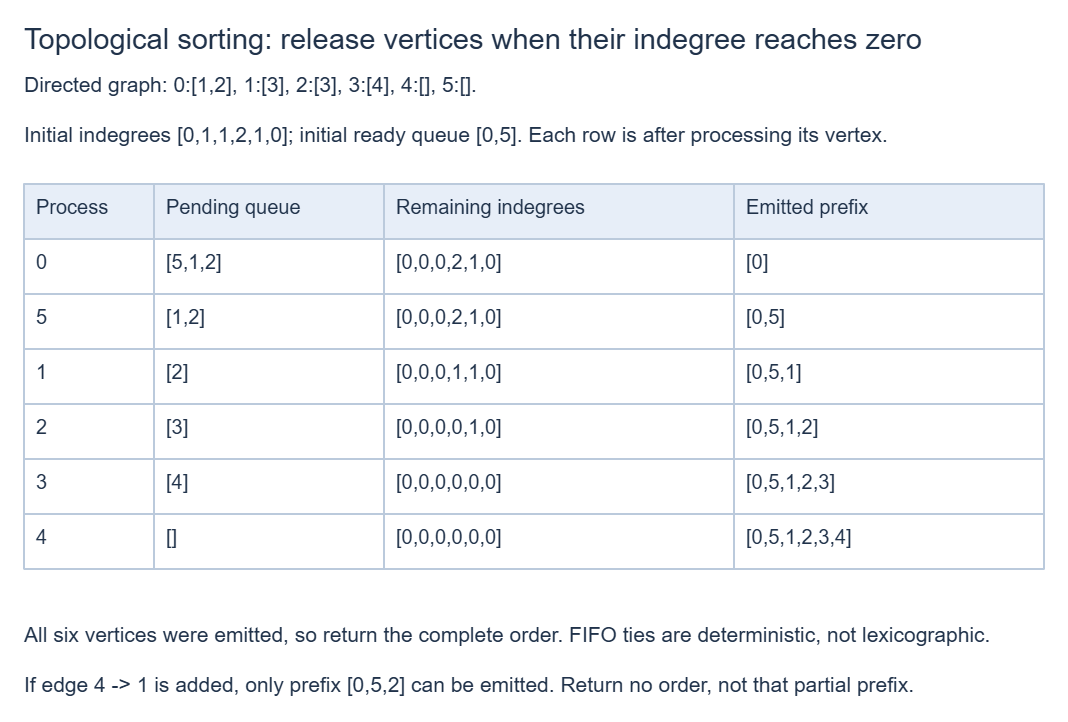 Topological sorting: release vertices when their indegree reaches zero
Directed graph: 0:[1,2], 1:[3], 2:[3], 3:[4], 4:[], 5:[].
Initial indegrees [0,1,1,2,1,0]; initial ready queue [0,5]. Each row is after processing its vertex.
Process Pending queue Remaining indegrees Emitted prefix
0 [5,1,2] [0,0,0,2,1,0] [0]
5 [1,2] [0,0,0,2,1,0] [0,5]
1 [2] [0,0,0,1,1,0] [0,5,1]
2 [3] [0,0,0,0,1,0] [0,5,1,2]
3 [4] [0,0,0,0,0,0] [0,5,1,2,3]
4 [] [0,0,0,0,0,0] [0,5,1,2,3,4]
All six vertices were emitted, so return the complete order. FIFO ties are deterministic, not lexicographic.
If edge 4 -> 1 is added, only prefix [0,5,2] can be emitted. Return no order, not that partial prefix.